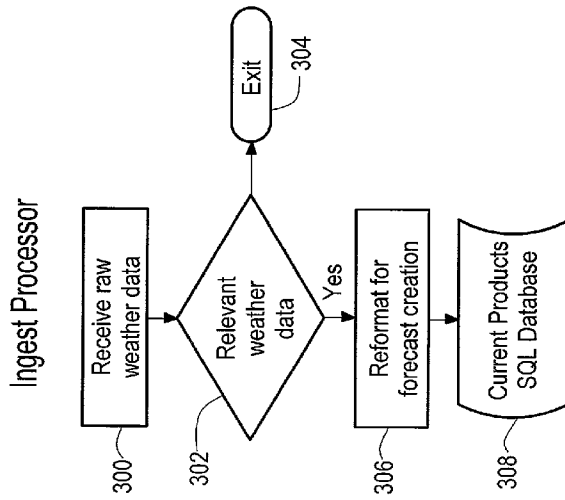 Ingest Processor
Receive raw
weather data
300
Relevant
weather
data
302
Exit
304
Yes
Reformat for
forecast creation
306
Current Products
SQL Database
308